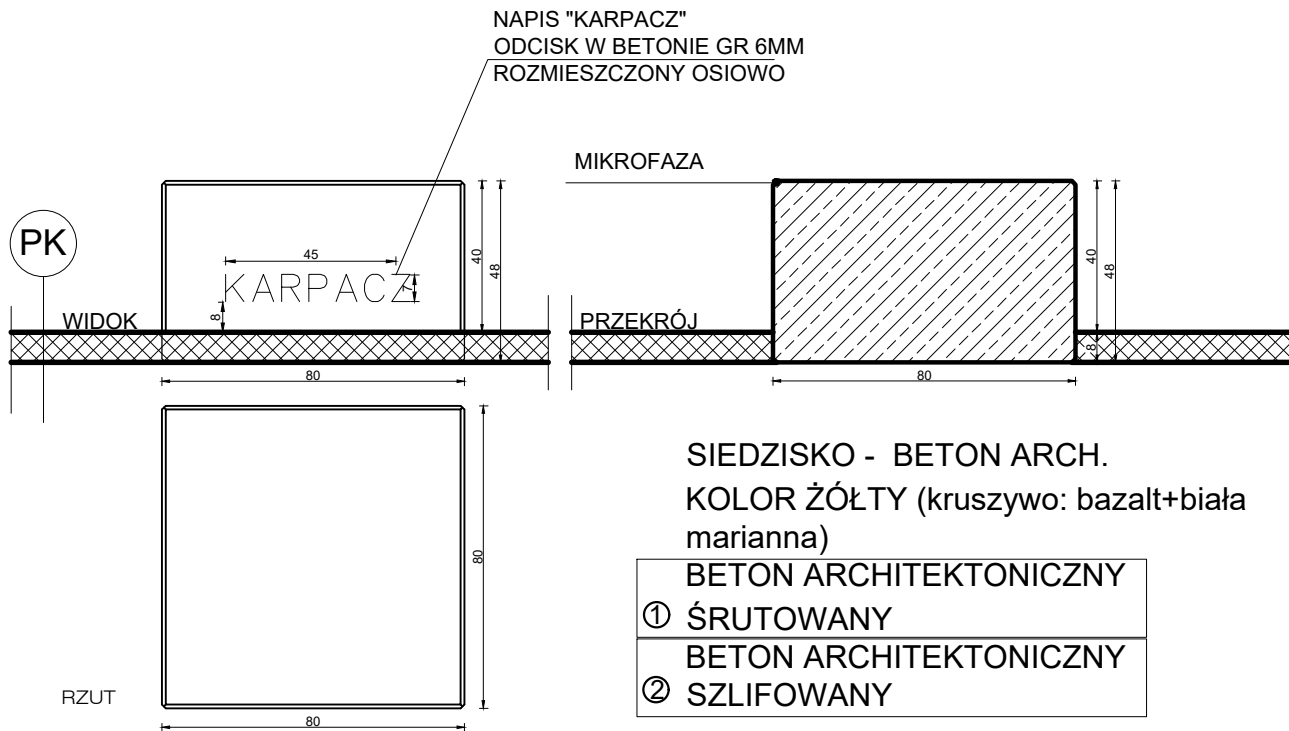 NAPIS "KARPACZ"
ODCISK W BETONIE GR 6MM
ROZMIESZCZONY OSIOWO
MIKROFAZA
PK
45
40
48
KARPACZ
7
8
WIDOK
80
40
48
PRZEKRÓJ
8
80
80
RZUT
80
SIEDZISKO - BETON ARCH.
KOLOR ŻÓŁTY (kruszywo: bazalt+biała
marianna)
BETON ARCHITEKTONICZNY
① ŚRUTOWANY
BETON ARCHITEKTONICZNY
② SZLIFOWANY